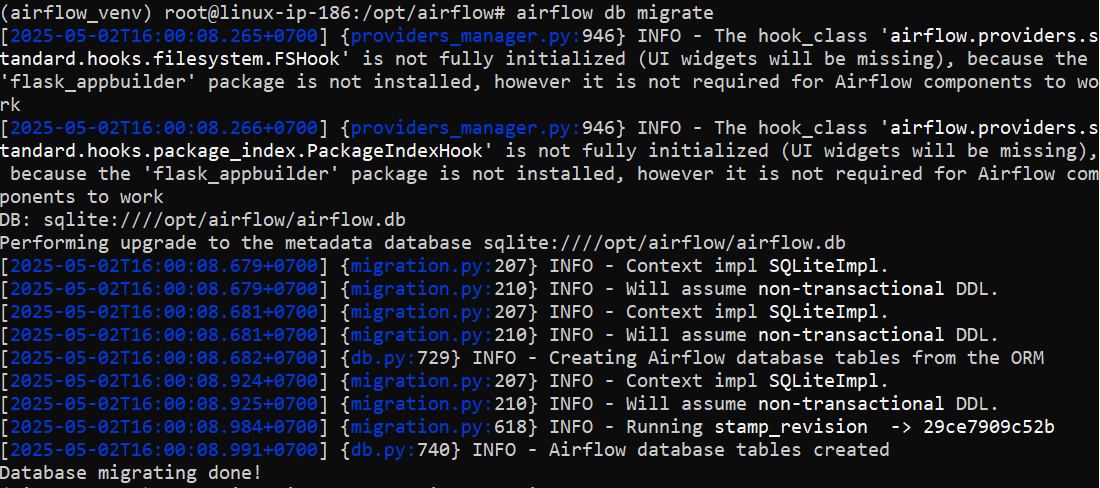 (airflow_venv) root@linux-ip-186:/opt/airflow# airflow db migrate
[2025-05-02T16:00:08.265+0700] {providers_manager.py:946} INFO - The hook_class 'airflow.providers.s
tandard.hooks.filesystem.FSHook' is not fully initialized (UI widgets will be missing), because the
'flask_appbuilder' package is not installed, however it is not required for Airflow components to wo
rk
[2025-05-02T16:00:08.266+0700] {providers_manager.py:946} INFO - The hook_class 'airflow.providers.s
tandard.hooks.package_index.PackageIndexHook' is not fully initialized (UI widgets will be missing),
 because the 'flask_appbuilder' package is not installed, however it is not required for Airflow com
ponents to work
DB: sqlite:////opt/airflow/airflow.db
Performing upgrade to the metadata database sqlite:////opt/airflow/airflow.db
[2025-05-02T16:00:08.679+0700] {migration.py:207} INFO - Context impl SQLiteImpl.
[2025-05-02T16:00:08.679+0700] {migration.py:210} INFO - Will assume non-transactional DDL.
[2025-05-02T16:00:08.681+0700] {migration.py:207} INFO - Context impl SQLiteImpl.
[2025-05-02T16:00:08.681+0700] {migration.py:210} INFO - Will assume non-transactional DDL.
[2025-05-02T16:00:08.682+0700] {db.py:729} INFO - Creating Airflow database tables from the ORM
[2025-05-02T16:00:08.924+0700] {migration.py:207} INFO - Context impl SQLiteImpl.
[2025-05-02T16:00:08.925+0700] {migration.py:210} INFO - Will assume non-transactional DDL.
[2025-05-02T16:00:08.984+0700] {migration.py:618} INFO - Running stamp_revision  -> 29ce7909c52b
[2025-05-02T16:00:08.991+0700] {db.py:740} INFO - Airflow database tables created
Database migrating done!